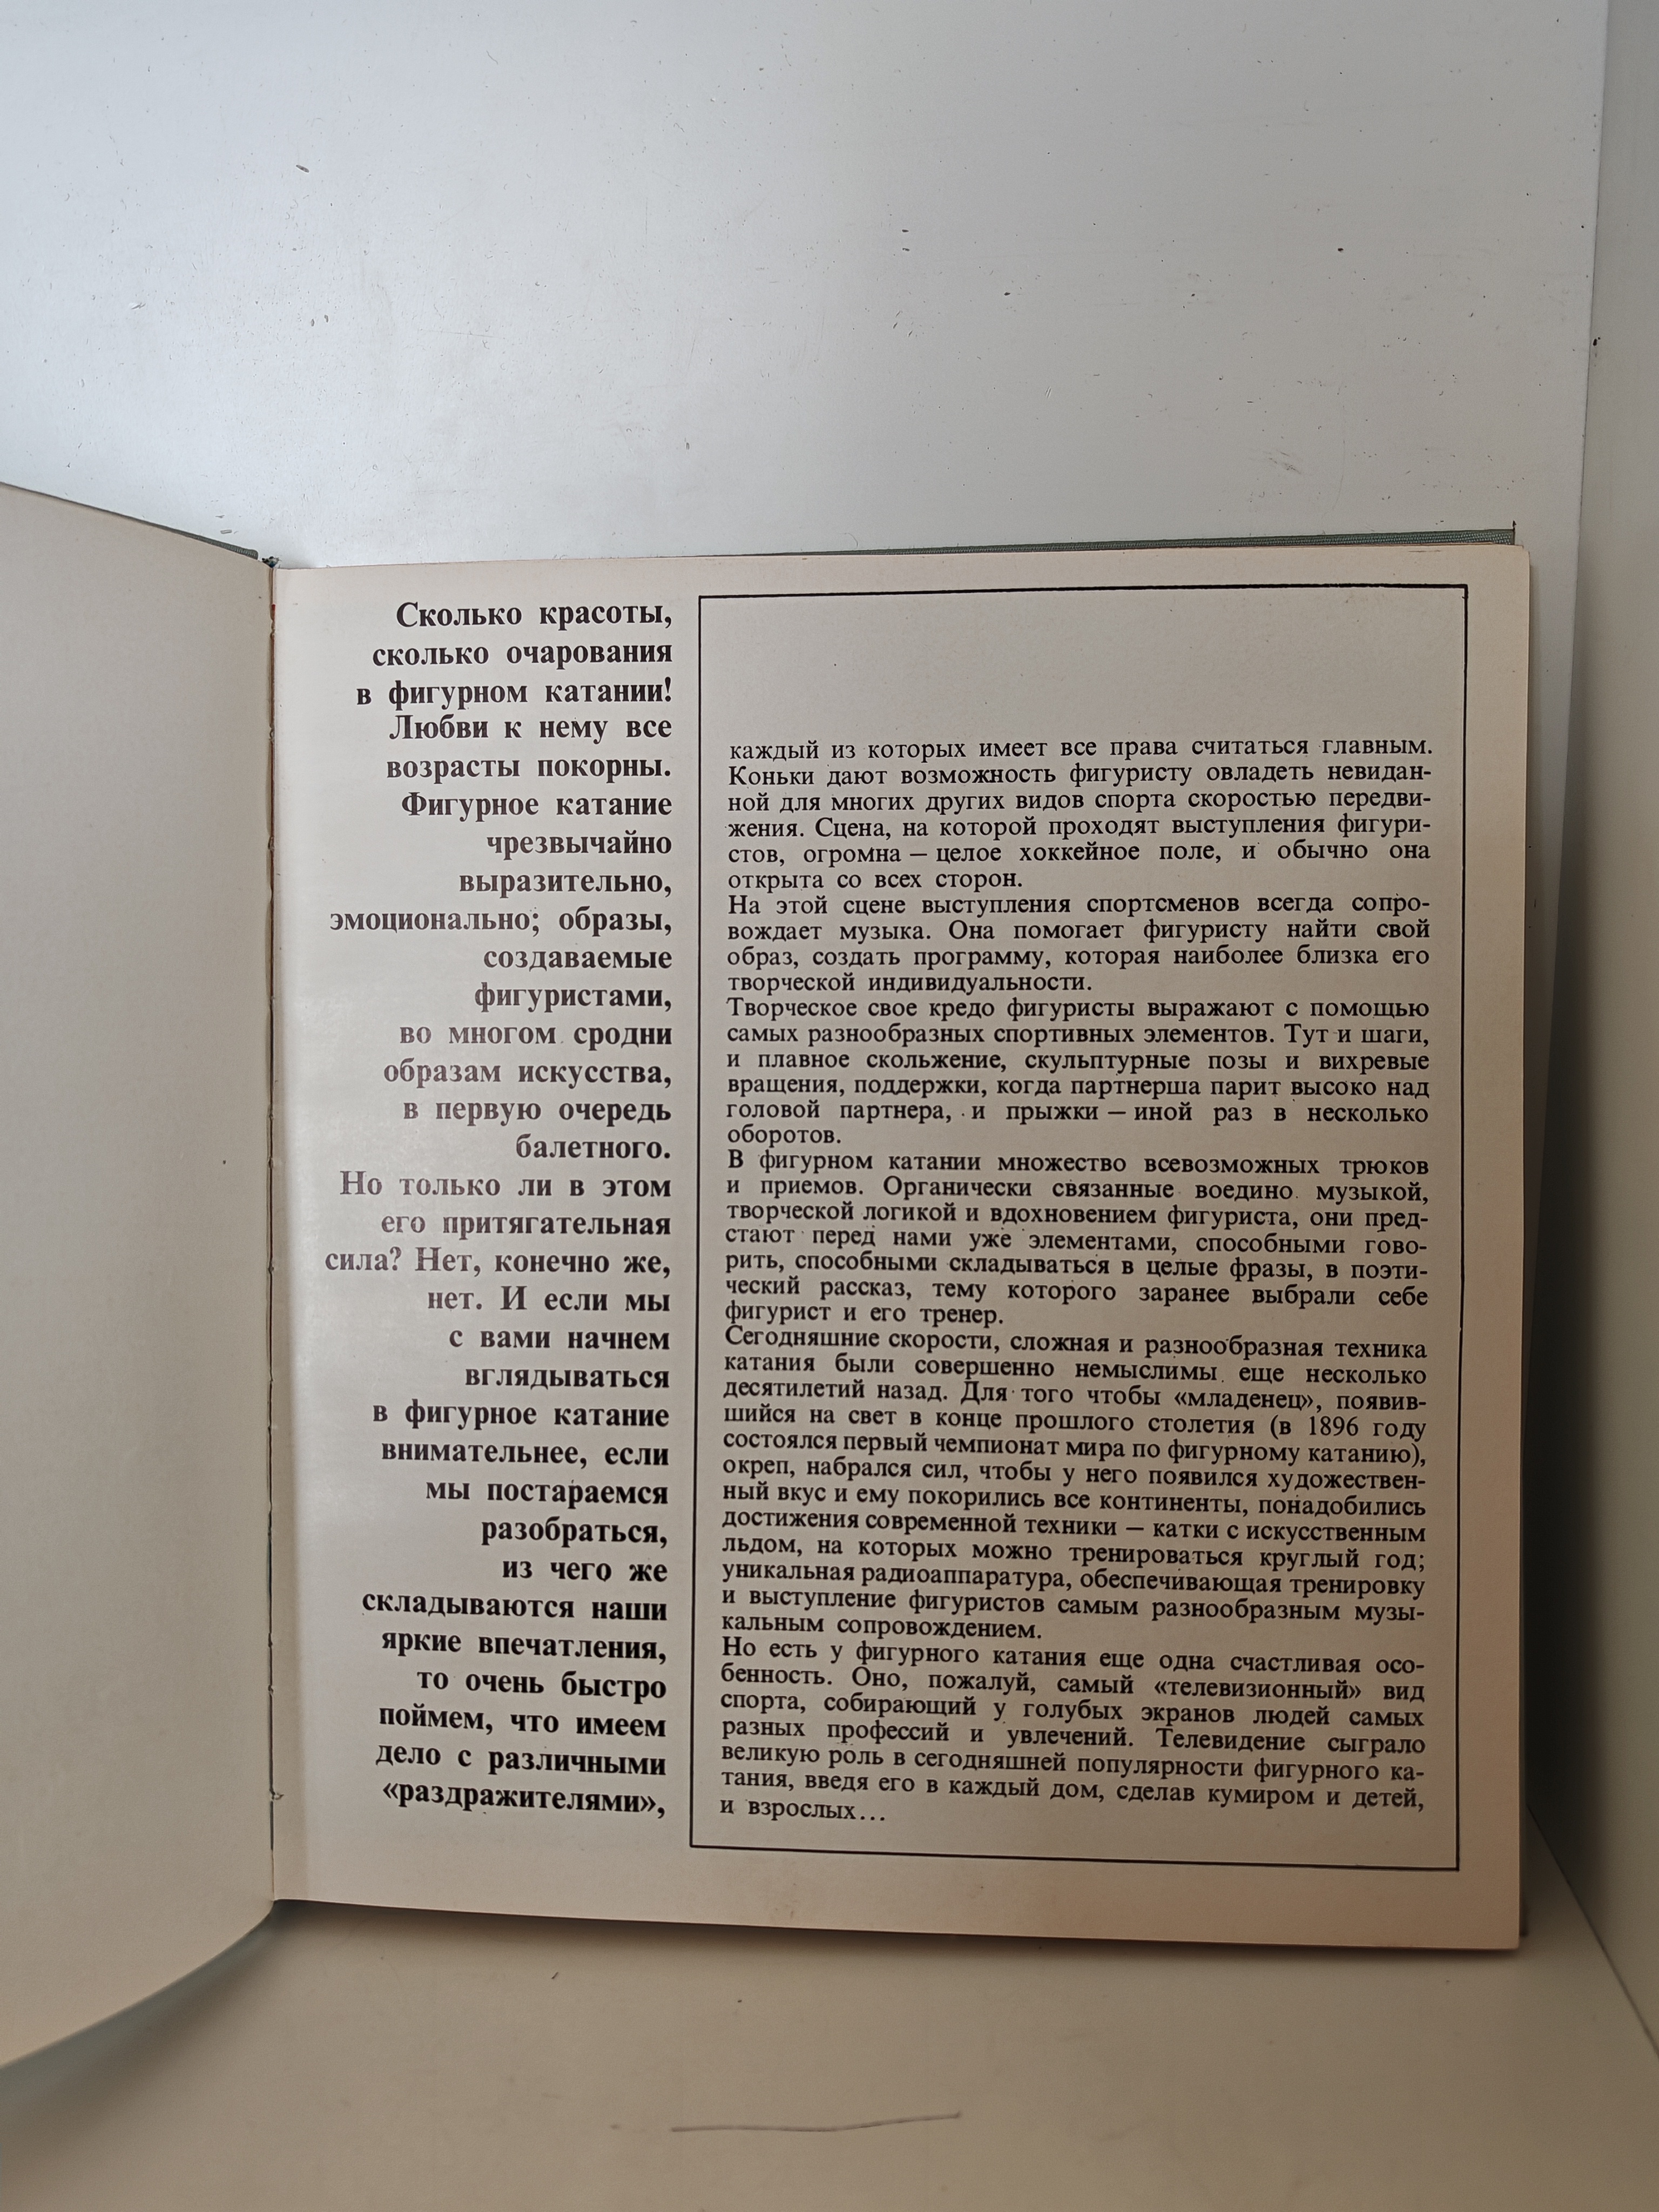 Сколько красоты,
сколько очарования
в фигурном катании!
Любви к нему все
возрасты покорны.
Фигурное катание
чрезвычайно
выразительно,
эмоционально; образы,
создаваемые
фигуристами,
во многом сродни
образам искусства,
в первую очередь
балетного.
Но только ли в этом
его притягательная
сила? Нет, конечно же,
нет. И если мы
с вами начнем
вглядываться
в фигурное катание
внимательнее, если
мы постараемся
разобраться,
из чего же
складываются наши
яркие впечатления,
то очень быстро
поймем, что имеем
дело с различными
«раздражителями»,
каждый из которых имеет все права считаться главным.
Коньки дают возможность фигуристу овладеть невидан-
ной для многих других видов спорта скоростью передви-
жения. Сцена, на которой проходят выступления фигури-
стов, огромна — целое хоккейное поле, и обычно она
открыта со всех сторон.
На этой сцене выступления спортсменов всегда сопро-
вождает музыка. Она помогает фигуристу найти свой
образ, создать программу, которая наиболее близка его
творческой индивидуальности.
Творческое свое кредо фигуристы выражают с помощью
самых разнообразных спортивных элементов. Тут и шаги,
и плавное скольжение, скульптурные позы и вихревые
вращения, поддержки, когда партнерша парит высоко над
головой партнера, и прыжки — иной раз в несколько
оборотов.
В фигурном катании множество всевозможных трюков
и приемов. Органически связанные воедино музыкой,
творческой логикой и вдохновением фигуриста, они пред-
стают перед нами уже элементами, способными гово-
рить, способными складываться в целые фразы, в поэти-
ческий рассказ, тему которого заранее выбрали себе
фигурист и его тренер.
Сегодняшние скорости, сложная и разнообразная техника
катания были совершенно немыслимы еще несколько
десятилетий назад. Для того чтобы «младенец», появив-
шийся на свет в конце прошлого столетия (в 1896 году
состоялся первый чемпионат мира по фигурному катанию),
окреп, набрался сил, чтобы у него появился художествен-
ный вкус и ему покорились все континенты, понадобились
достижения современной техники — катки с искусственным
льдом, на которых можно тренироваться круглый год;
уникальная радиоаппаратура, обеспечивающая тренировку
и выступление фигуристов самым разнообразным музы-
кальным сопровождением.
Но есть у фигурного катания еще одна счастливая осо-
бенность. Оно, пожалуй, самый «телевизионный» вид
спорта, собирающий у голубых экранов людей самых
разных профессий и увлечений. Телевидение сыграло
великую роль в сегодняшней популярности фигурного ка-
тания, введя его в каждый дом, сделав кумиром и детей,
и взрослых...